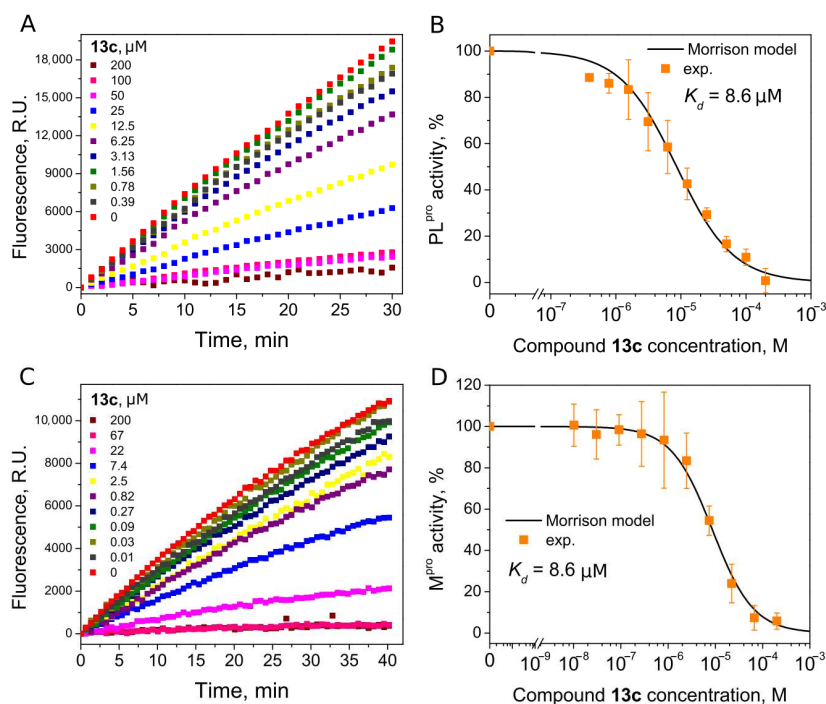 A
13c, µM
200
100
50
25
12.5
6.25
3.13
1.56
0.78
0.39
0
18,000
15,000
12,000
9000
6000
3000
0
Fluorescence, R.U.
0 5 10 15 20 25 30
Time, min
B
Morrison model
exp.
K_d = 8.6 µM
100
80
60
40
20
0
PL^pro activity, %
0 10^−7 10^−6 10^−5 10^−4 10^−3
Compound 13c concentration, M
C
13c, µM
200
67
22
7.4
2.5
0.82
0.27
0.09
0.03
0.01
0
10,000
8000
6000
4000
2000
0
Fluorescence, R.U.
0 5 10 15 20 25 30 35 40
Time, min
D
120
100
80
60
40
20
0
M^pro activity, %
Morrison model
exp.
K_d = 8.6 µM
0 10^−9 10^−8 10^−7 10^−6 10^−5 10^−4 10^−3
Compound 13c concentration, M